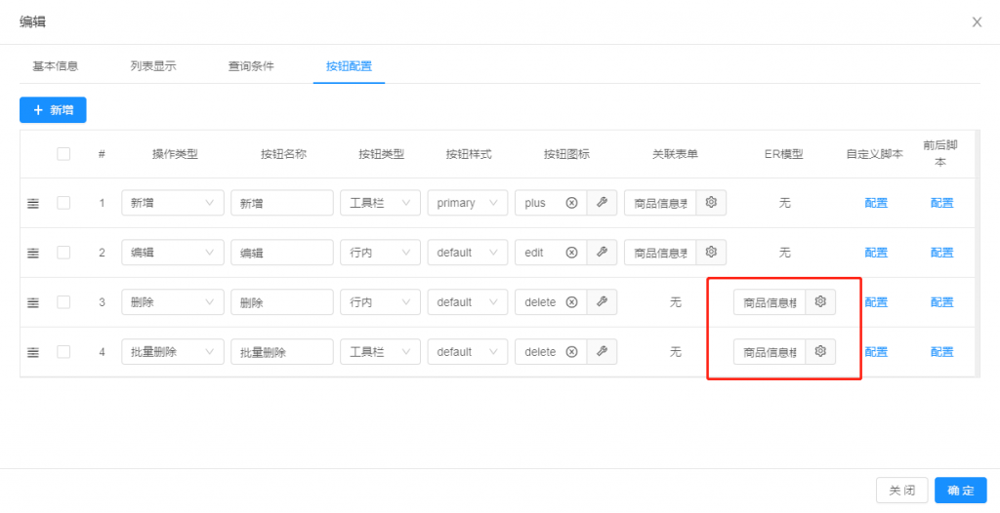 编辑
基本信息 列表显示 查询条件 按钮配置
+ 新增
# 操作类型 按钮名称 按钮类型 按钮样式 按钮图标 关联表单 ER模型 自定义脚本 前后脚本
1 新增 新增 工具栏 primary plus 商品信息表 无 配置 配置
2 编辑 编辑 行内 default edit 商品信息表 无 配置 配置
3 删除 删除 行内 default delete 无 商品信息模 配置 配置
4 批量删除 批量删除 工具栏 default delete 无 商品信息模 配置 配置
关 闭 确 定